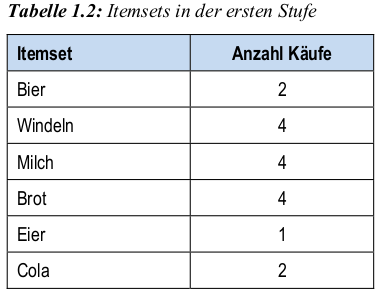 Tabelle 1.2: Itemsets in der ersten Stufe
Itemset Anzahl Käufe
Bier 2
Windeln 4
Milch 4
Brot 4
Eier 1
Cola 2